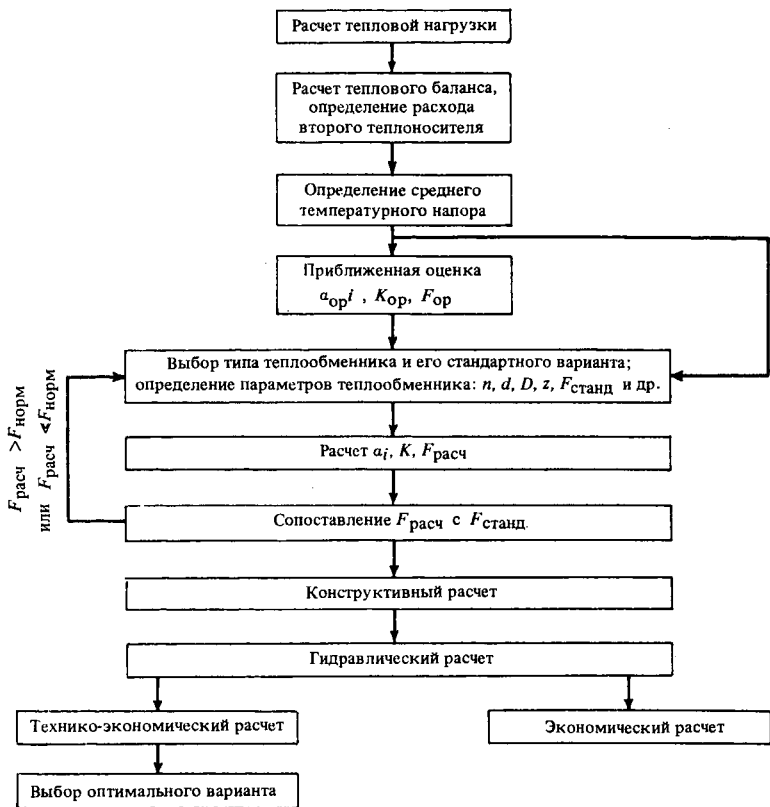 Расчет тепловой нагрузки
Расчет теплового баланса,
определение расхода
второго теплоносителя
Определение среднего
температурного напора
Приближенная оценка
aорi , Kор, Fор
Выбор типа теплообменника и его стандартного варианта;
определение параметров теплообменника: n, d, D, z, Fстанд и др.
Fрасч >Fнорм
или Fрасч ≪Fнорм
Расчет ai, K, Fрасч
Сопоставление Fрасч с Fстанд.
Конструктивный расчет
Гидравлический расчет
Технико-экономический расчет
Экономический расчет
Выбор оптимального варианта